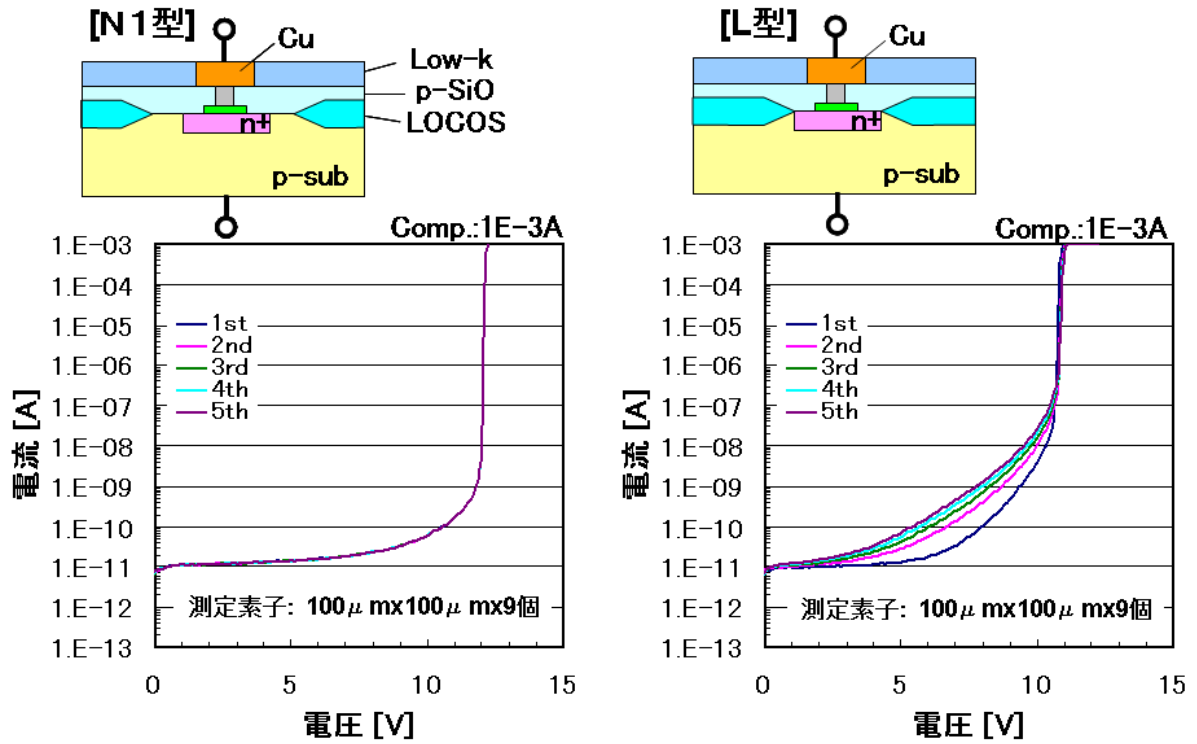 [N1型]
Cu
Low-k
p-SiO
LOCOS
n+
p-sub
Comp.:1E-3A
1.E-03
1.E-04
1.E-05
1.E-06
1.E-07
1.E-08
1.E-09
1.E-10
1.E-11
1.E-12
1.E-13
電流 [A]
1st
2nd
3rd
4th
5th
測定素子: 100μmx100μmx9個
0 5 10 15
電圧 [V]
[L型]
Cu
n+
p-sub
Comp.:1E-3A
1.E-03
1.E-04
1.E-05
1.E-06
1.E-07
1.E-08
1.E-09
1.E-10
1.E-11
1.E-12
1.E-13
電流 [A]
1st
2nd
3rd
4th
5th
測定素子: 100μmx100μmx9個
0 5 10 15
電圧 [V]